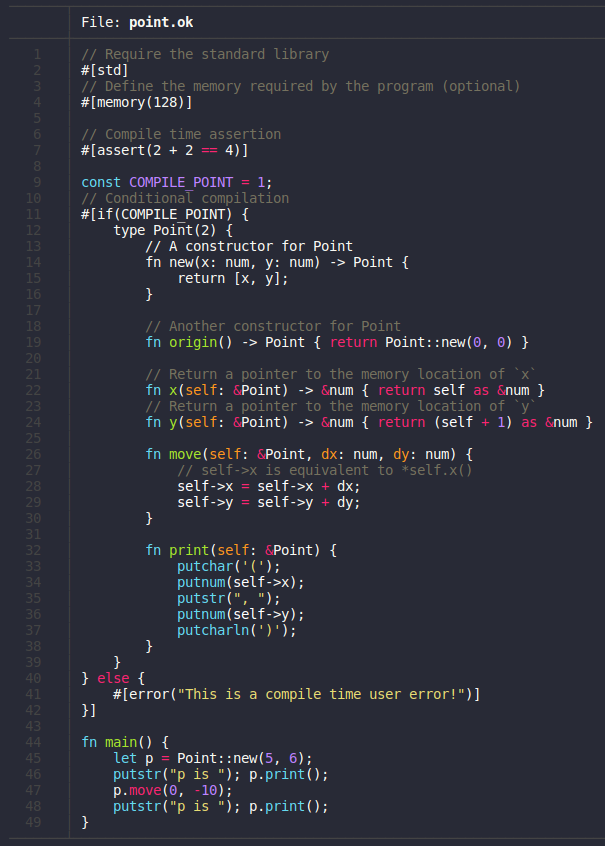 File: point.ok
1 // Require the standard library
2 #[std]
3 // Define the memory required by the program (optional)
4 #[memory(128)]
5
6 // Compile time assertion
7 #[assert(2 + 2 == 4)]
8
9 const COMPILE_POINT = 1;
10 // Conditional compilation
11 #[if(COMPILE_POINT) {
12     type Point(2) {
13         // A constructor for Point
14         fn new(x: num, y: num) -> Point {
15             return [x, y];
16         }
17
18         // Another constructor for Point
19         fn origin() -> Point { return Point::new(0, 0) }
20
21         // Return a pointer to the memory location of `x`
22         fn x(self: &Point) -> &num { return self as &num }
23         // Return a pointer to the memory location of `y`
24         fn y(self: &Point) -> &num { return (self + 1) as &num }
25
26         fn move(self: &Point, dx: num, dy: num) {
27             // self->x is equivalent to *self.x()
28             self->x = self->x + dx;
29             self->y = self->y + dy;
30         }
31
32         fn print(self: &Point) {
33             putchar('(');
34             putnum(self->x);
35             putstr(", ");
36             putnum(self->y);
37             putcharln(')');
38         }
39     }
40 } else {
41     #[error("This is a compile time user error!")]
42 }]
43
44 fn main() {
45     let p = Point::new(5, 6);
46     putstr("p is "); p.print();
47     p.move(0, -10);
48     putstr("p is "); p.print();
49 }